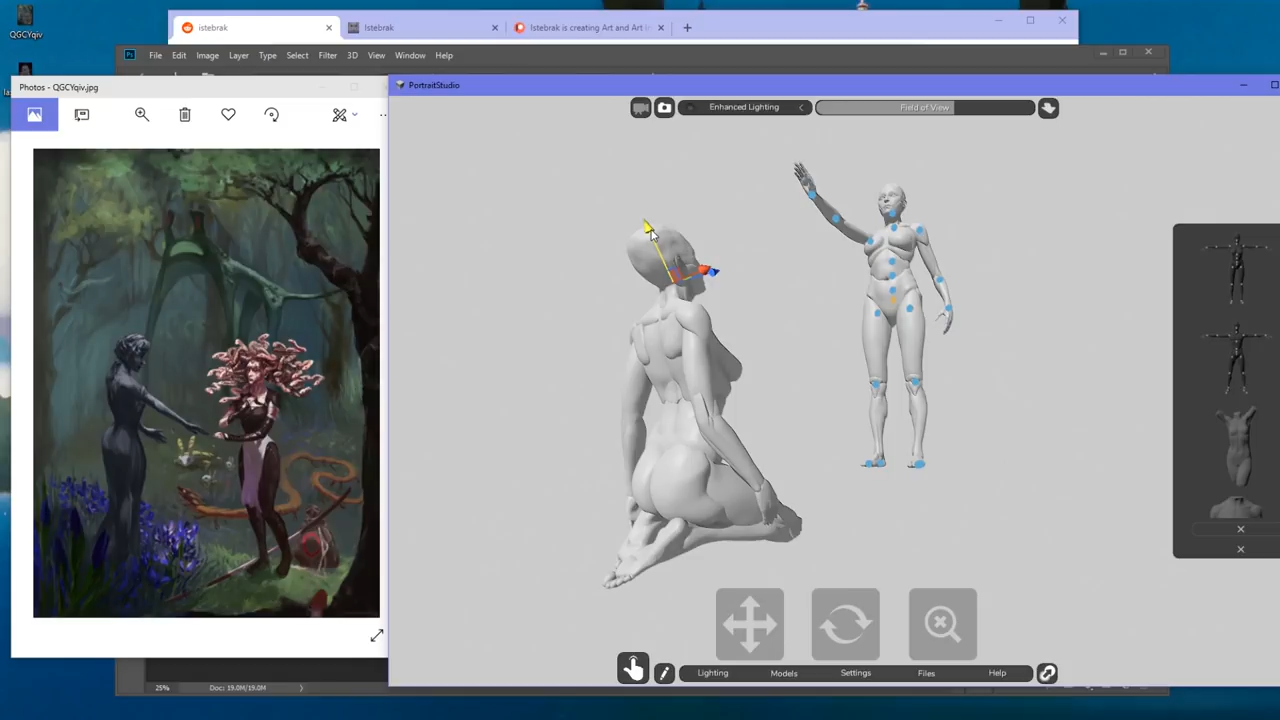 QGCYqiv
istebrak
Istebrak
Istebrak is creating Art and Art
File Edit Image Layer Type Select Filter 3D View Window Help
Photos - QGCYqiv.jpg
PortraitStudio
Enhanced Lighting
Field of View
Lighting Models Settings Files Help
25% Doc: 19.0M/19.0M